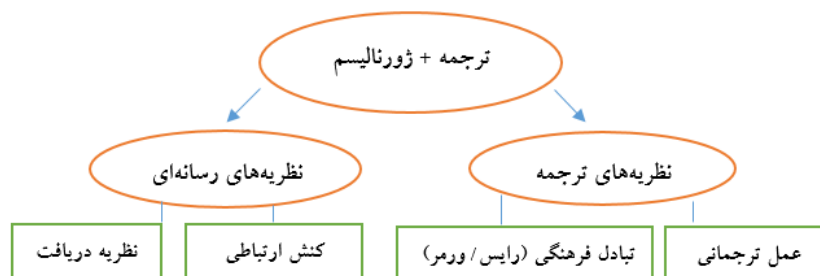 ترجمه + ژورنالیسم
نظریه‌های ترجمه
نظریه‌های رسانه‌ای
عمل ترجمانی
تبادل فرهنگی (رایس/ ورمر)
کنش ارتباطی
نظریه دریافت